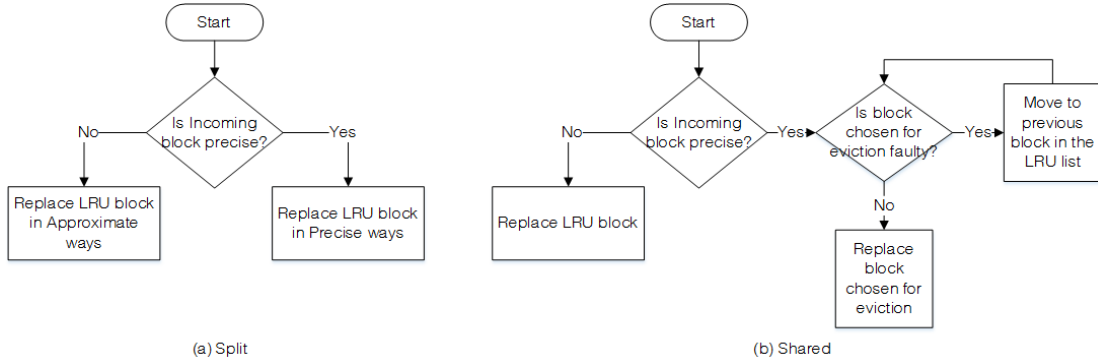 Start
Is Incoming
block precise?
No
Yes
Replace LRU block
in Approximate
ways
Replace LRU block
in Precise ways
(a) Split
Start
Is Incoming
block precise?
No
Yes
Replace LRU block
Is block
chosen for
eviction faulty?
Yes
Move to
previous
block in the
LRU list
No
Replace
block
chosen for
eviction
(b) Shared